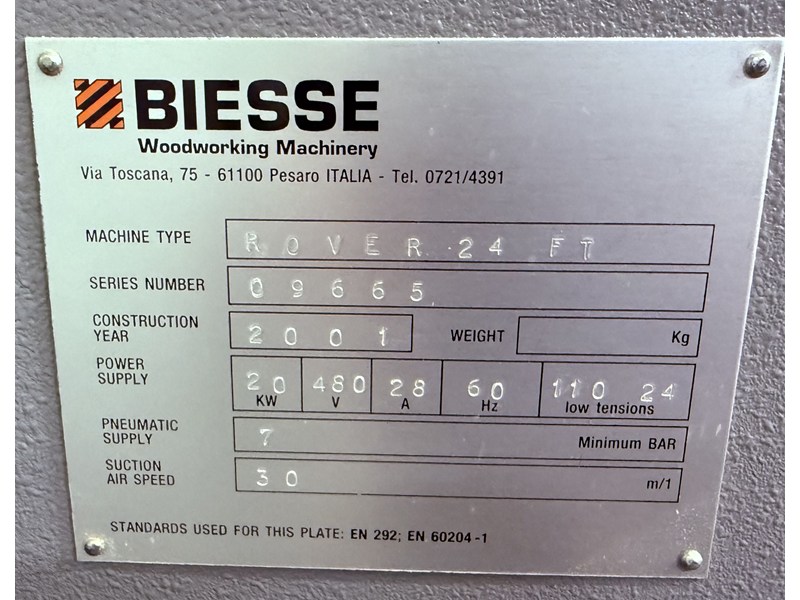 BIESSE
Woodworking Machinery
Via Toscana, 75 - 61100 Pesaro ITALIA - Tel. 0721/4391
MACHINE TYPE ROVER 24 FT
SERIES NUMBER 09665
CONSTRUCTION YEAR 2001 WEIGHT Kg
POWER SUPPLY 20 KW 480 V 28 A 60 Hz 110 24 low tensions
PNEUMATIC SUPPLY 7 Minimum BAR
SUCTION AIR SPEED 30 m/1
STANDARDS USED FOR THIS PLATE: EN 292; EN 60204-1